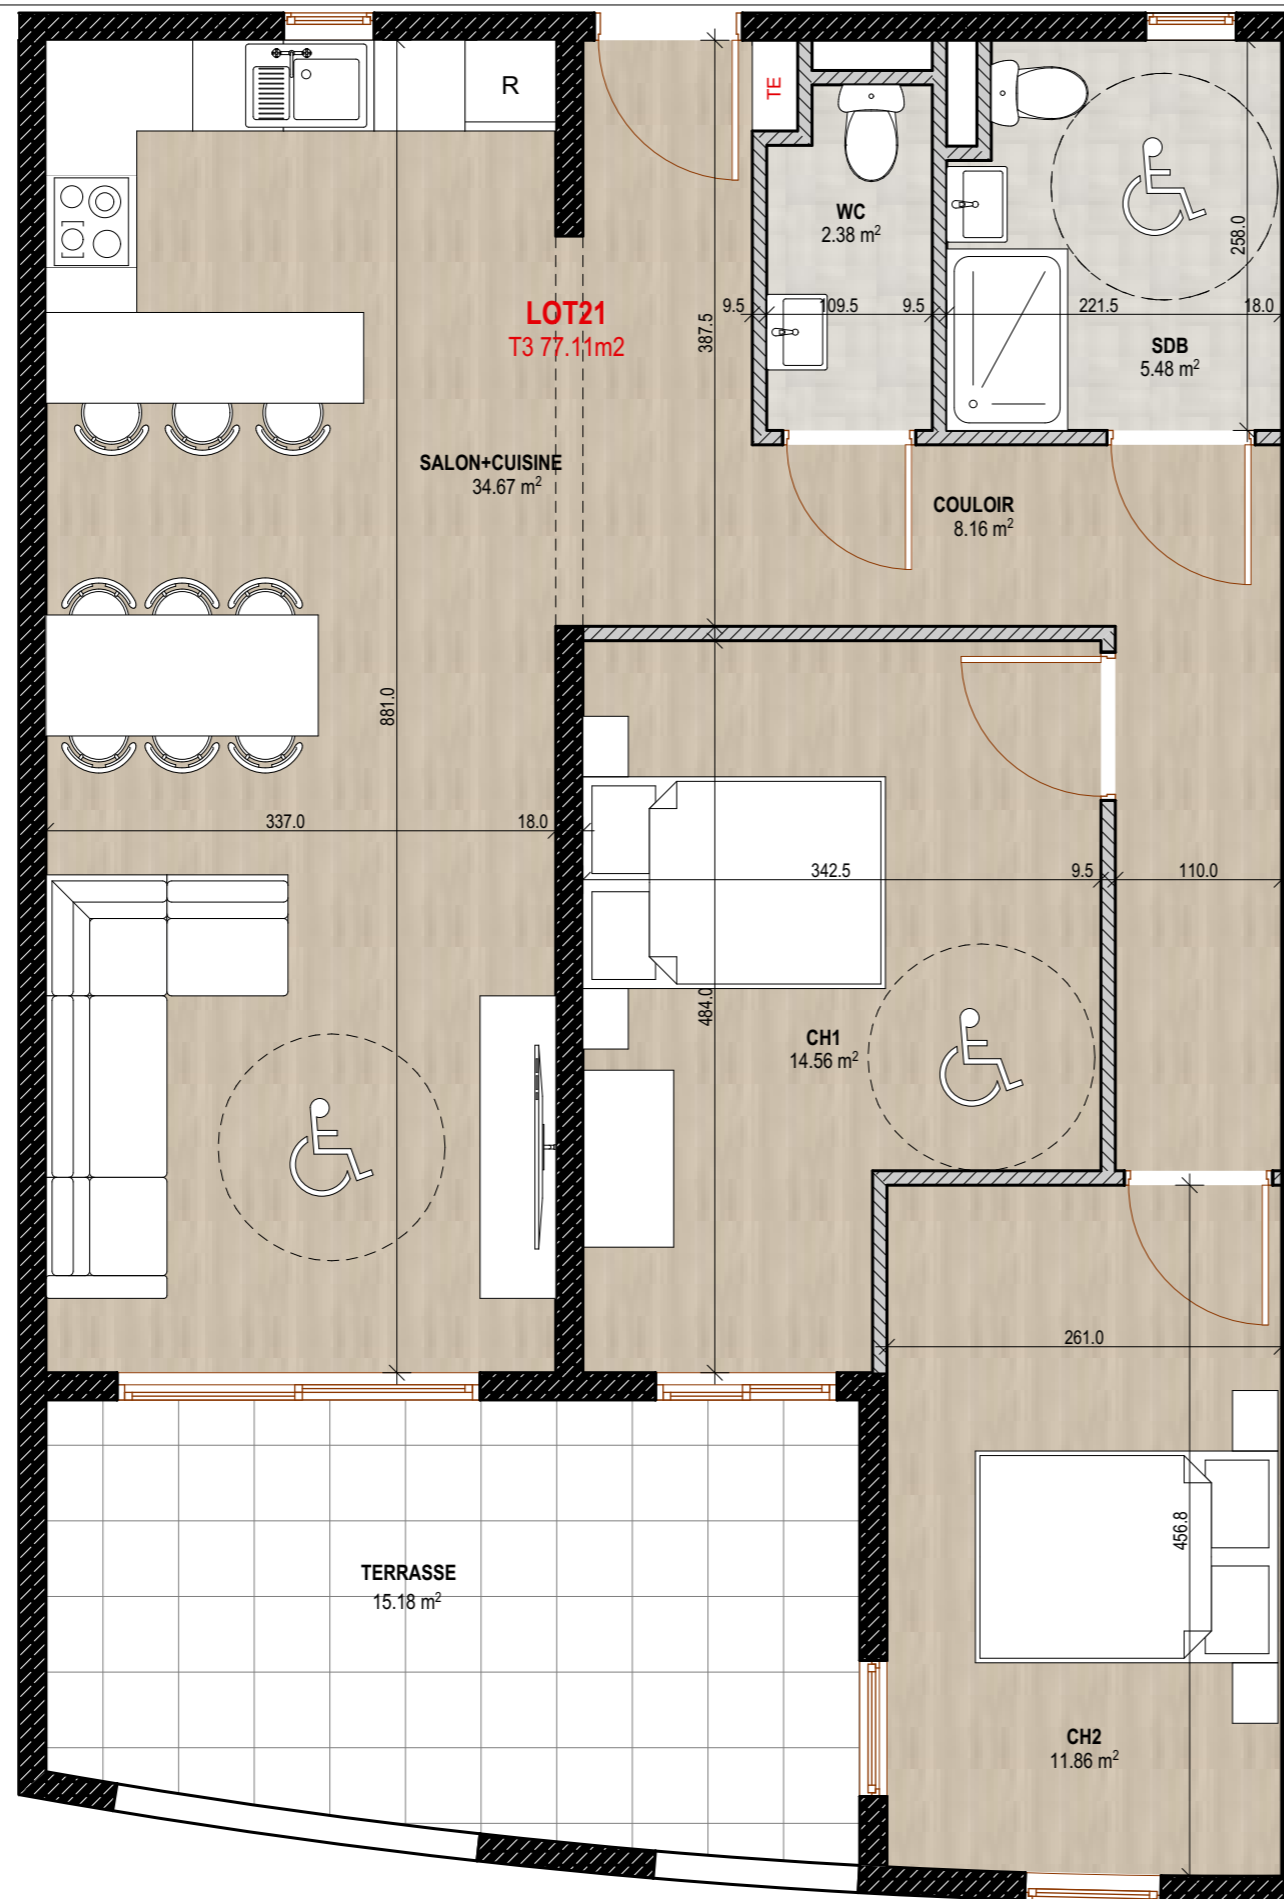 R
TE
WC
2.38 m²
258.0
9.5
109.5
9.5
221.5
18.0
LOT21
T3 77.11m2
387.5
SDB
5.48 m²
SALON+CUISINE
34.67 m²
COULOIR
8.16 m²
881.0
337.0
18.0
342.5
9.5
110.0
484.0
CH1
14.56 m²
261.0
456.8
TERRASSE
15.18 m²
CH2
11.86 m²